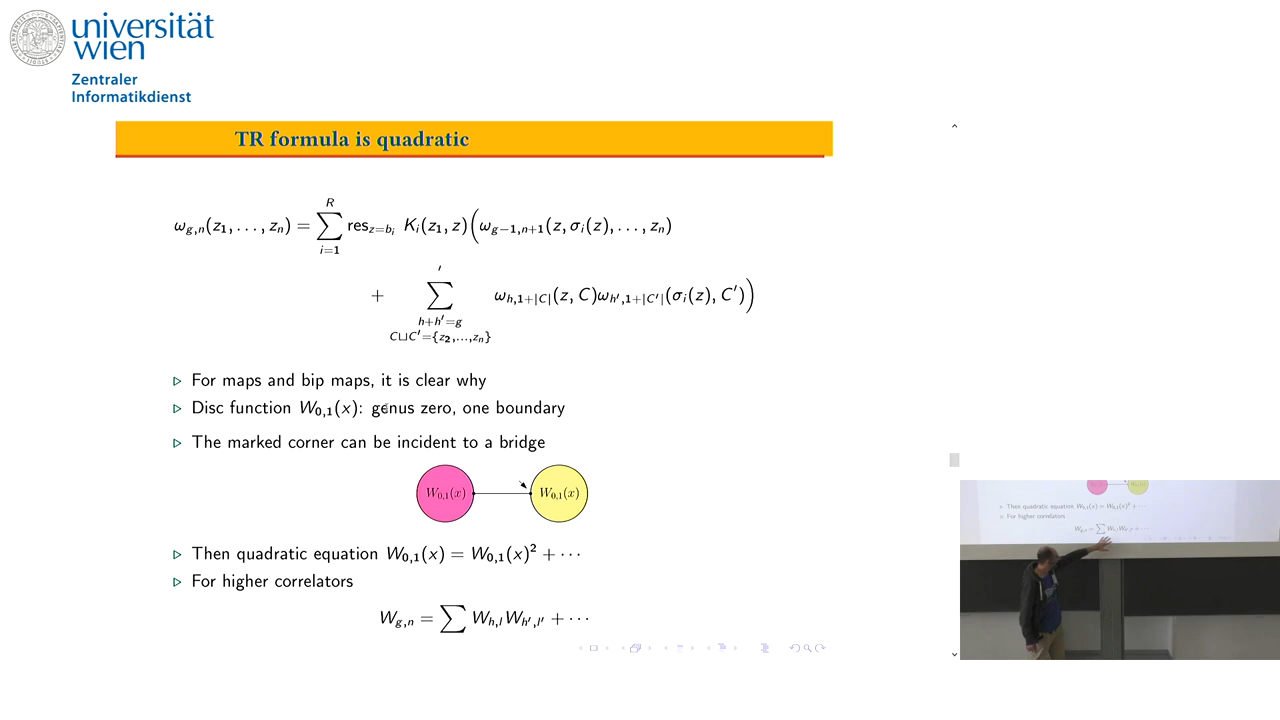 universität
wien
Zentraler
Informatikdienst
TR formula is quadratic
ω_{g,n}(z_1, …, z_n) = \sum_{i=1}^{R} res_{z=b_i} K_i(z_1, z) ( ω_{g−1,n+1}(z, σ_i(z), …, z_n)
+ \sum'_{h+h'=g, C⊔C'={z_2,…,z_n}} ω_{h,1+|C|}(z, C) ω_{h',1+|C'|}(σ_i(z), C') )
▷ For maps and bip maps, it is clear why
▷ Disc function W_{0,1}(x): genus zero, one boundary
▷ The marked corner can be incident to a bridge
W_{0,1}(x) W_{0,1}(x)
▷ Then quadratic equation W_{0,1}(x) = W_{0,1}(x)^2 + ⋯
▷ For higher correlators
W_{g,n} = \sum W_{h,l} W_{h',l'} + ⋯